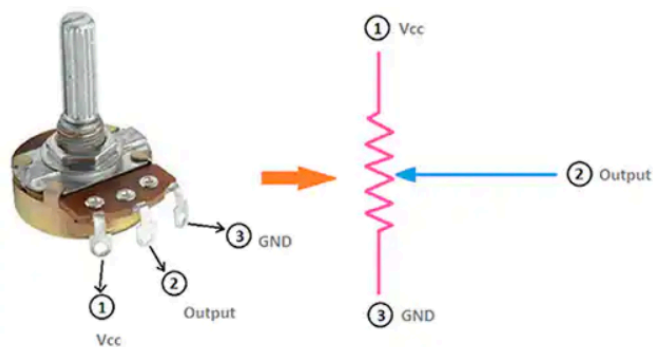 1 Vcc
2 Output
3 GND
3 GND
2
Output
1
Vcc